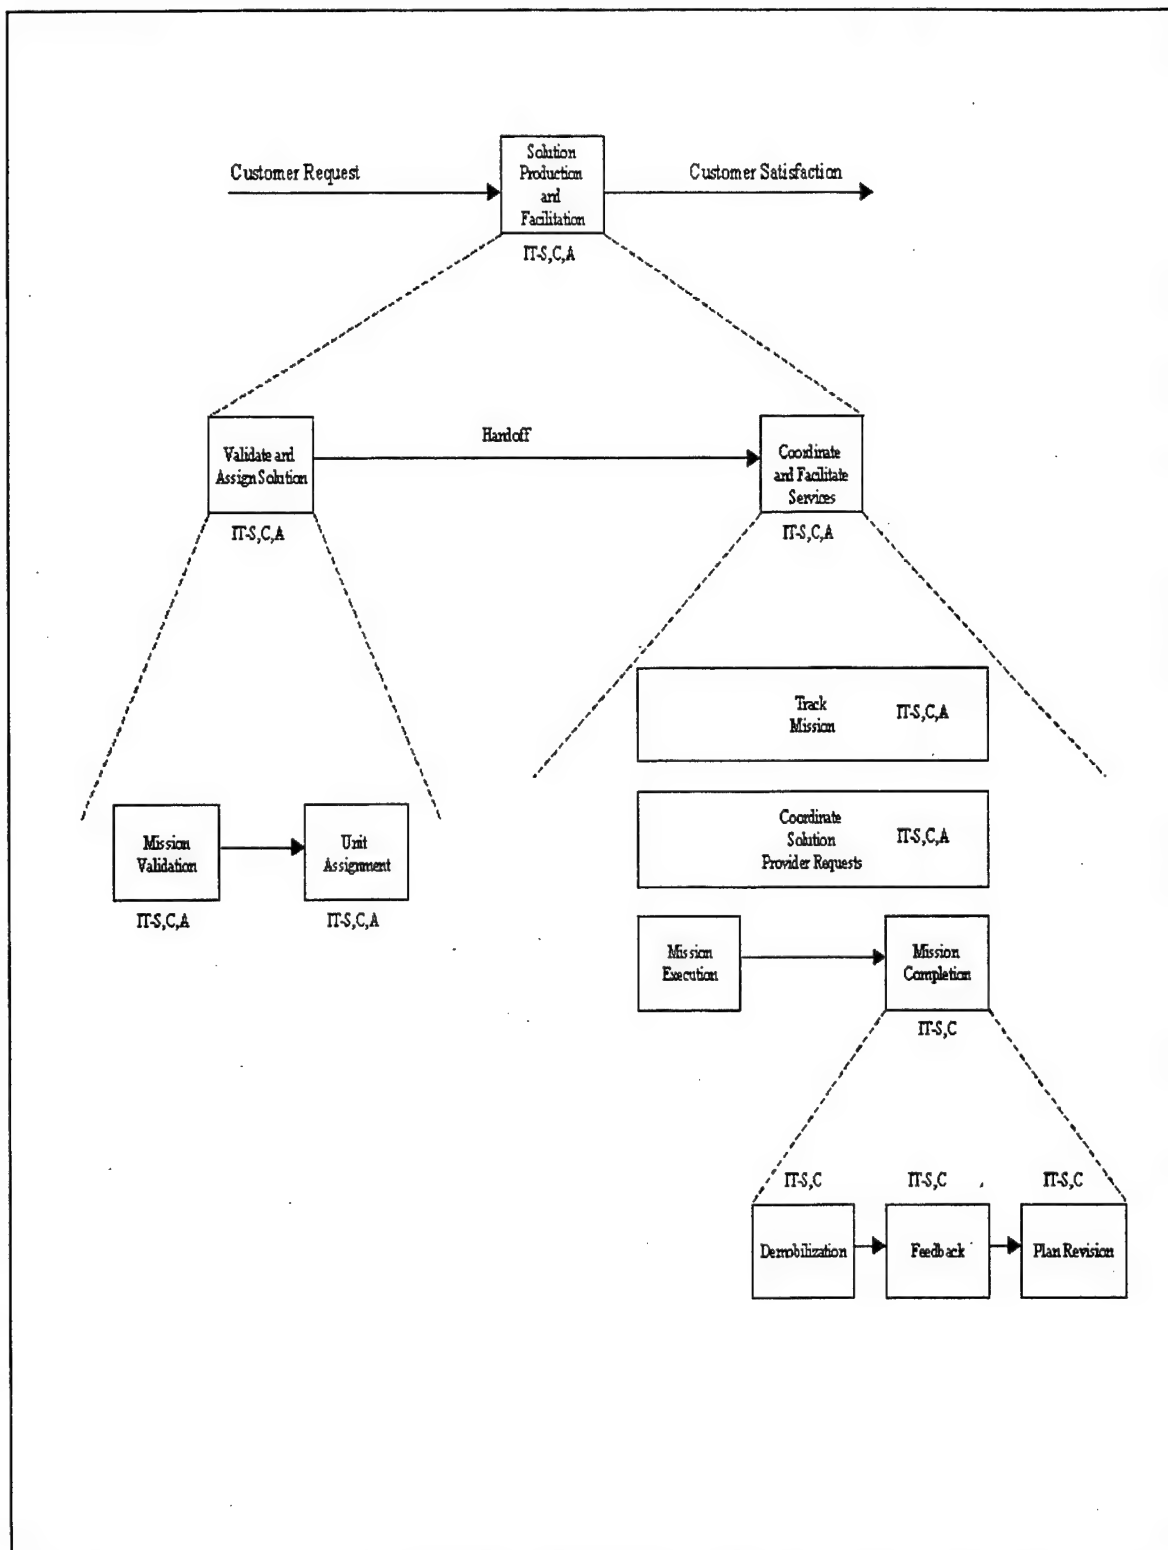 Solution
Production
and
Facilitation
Customer Request
Customer Satisfaction
IT-S,C,A
Handoff
Validate and
Assign Solution
Coordinate
and Facilitate
Services
IT-S,C,A
IT-S,C,A
Track
Mission
IT-S,C,A
Coordinate
Solution
Provider Requests
IT-S,C,A
Mission
Validation
Unit
Assignment
IT-S,C,A
IT-S,C,A
Mission
Execution
Mission
Completion
IT-S,C
IT-S,C
IT-S,C
IT-S,C
Demobilization
Feedback
Plan Revision